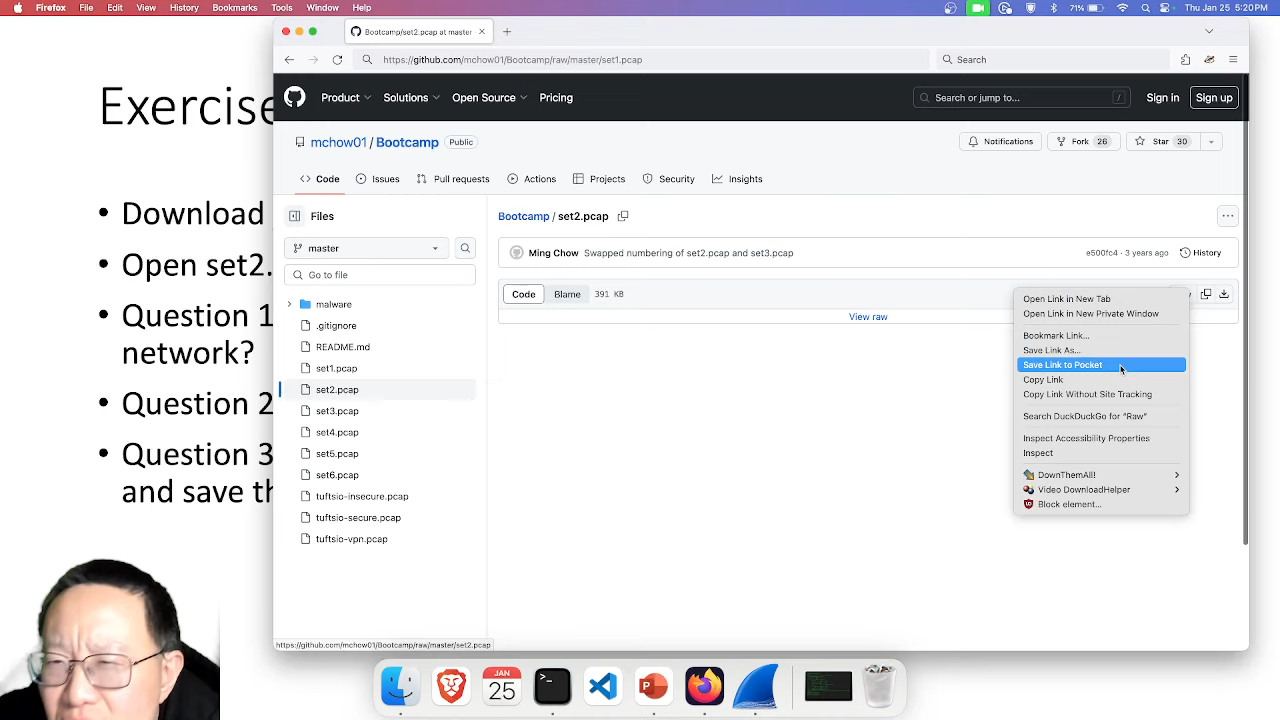 Firefox File Edit View History Bookmarks Tools Window Help 71% Thu Jan 25 5:20 PM
Bootcamp/set2.pcap at master
https://github.com/mchow01/Bootcamp/raw/master/set1.pcap
Search
Product
Solutions
Open Source
Pricing
Search or jump to...
/
Sign in
Sign up
mchow01 / Bootcamp
Public
Notifications
Fork 26
Star 30
Code
Issues
Pull requests
Actions
Projects
Security
Insights
Files
master
Go to file
malware
.gitignore
README.md
set1.pcap
set2.pcap
set3.pcap
set4.pcap
set5.pcap
set6.pcap
tuftsio-insecure.pcap
tuftsio-secure.pcap
tuftsio-vpn.pcap
Bootcamp / set2.pcap
Ming Chow Swapped numbering of set2.pcap and set3.pcap
e500fc4 · 3 years ago
History
Code
Blame
391 KB
View raw
Open Link in New Tab
Open Link in New Private Window
Bookmark Link...
Save Link As...
Save Link to Pocket
Copy Link
Copy Link Without Site Tracking
Search DuckDuckGo for “Raw”
Inspect Accessibility Properties
Inspect
DownThemAll!
Video DownloadHelper
Block element...
https://github.com/mchow01/Bootcamp/raw/master/set2.pcap
Exercise
• Download
• Open set2.
• Question 1
network?
• Question 2
• Question 3
and save th
JAN
25